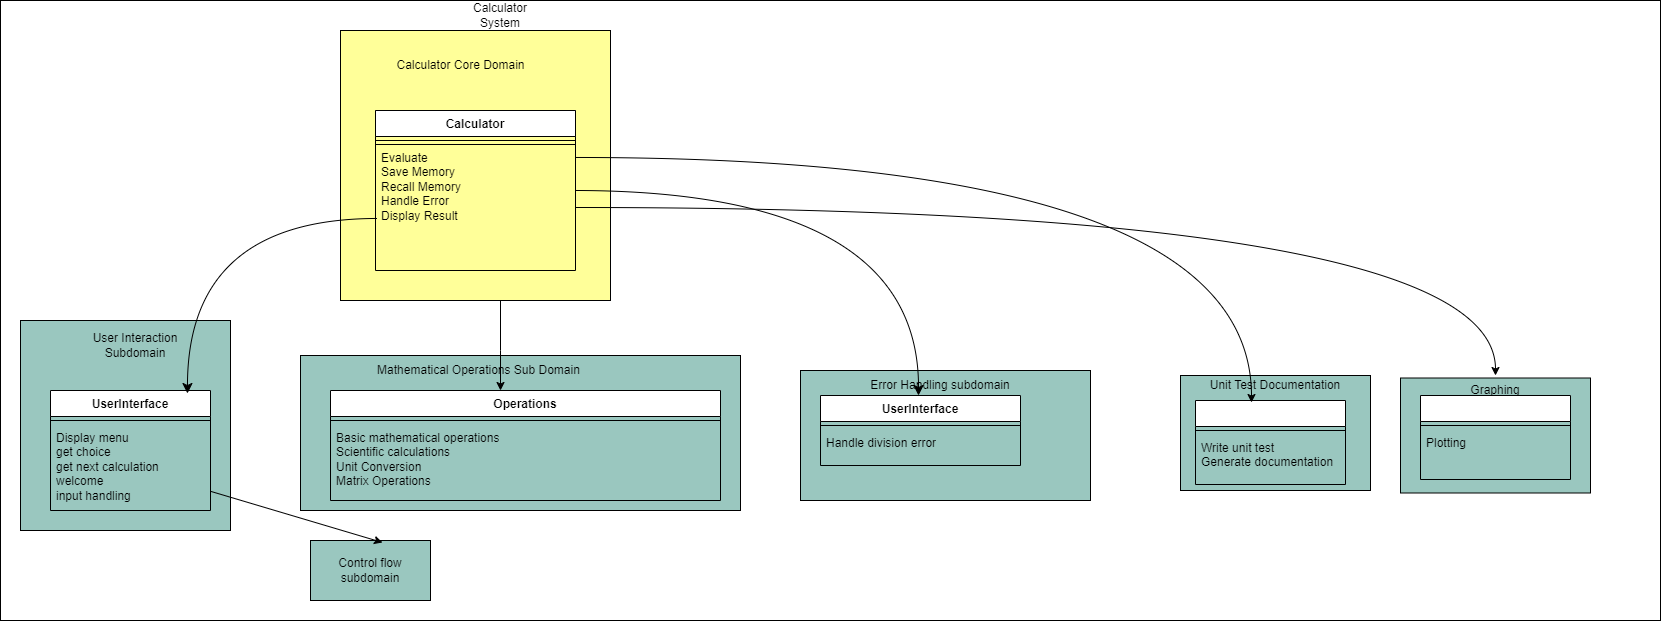 Calculator
System
Calculator Core Domain
Calculator
Evaluate
Save Memory
Recall Memory
Handle Error
Display Result
User Interaction
Subdomain
UserInterface
Display menu
get choice
get next calculation
welcome
input handling
Mathematical Operations Sub Domain
Operations
Basic mathematical operations
Scientific calculations
Unit Conversion
Matrix Operations
Error Handling subdomain
UserInterface
Handle division error
Unit Test Documentation
Write unit test
Generate documentation
Graphing
Plotting
Control flow
subdomain